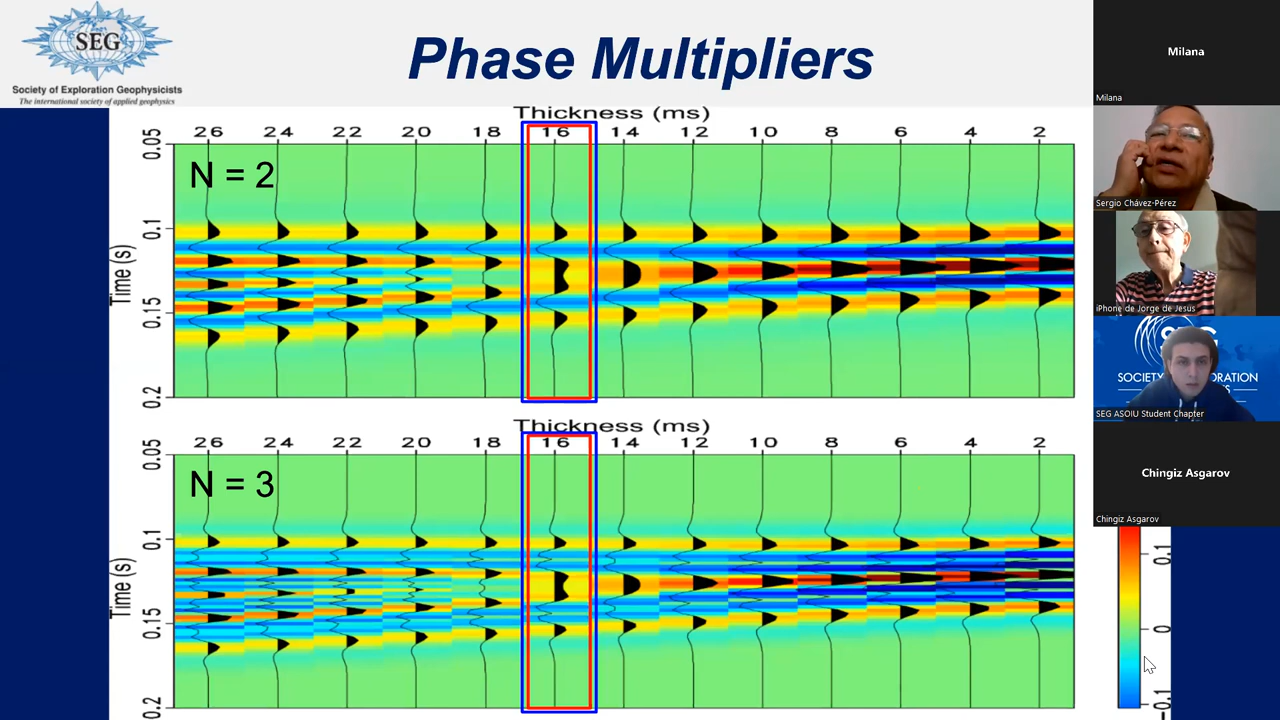 SEG
Society of Exploration Geophysicists
The international society of applied geophysics
Phase Multipliers
Thickness (ms)
26 24 22 20 18 16 14 12 10 8 6 4 2
N = 2
0.05
0.1
0.15
0.2
Time (s)
Thickness (ms)
26 24 22 20 18 16 14 12 10 8 6 4 2
N = 3
0.05
0.1
0.15
0.2
Time (s)
0.1
0
-0.1
Milana
Milana
Sergio Chávez-Pérez
iPhone de Jorge de Jesús
SEG ASOIU Student Chapter
Chingiz Asgarov
Chingiz Asgarov